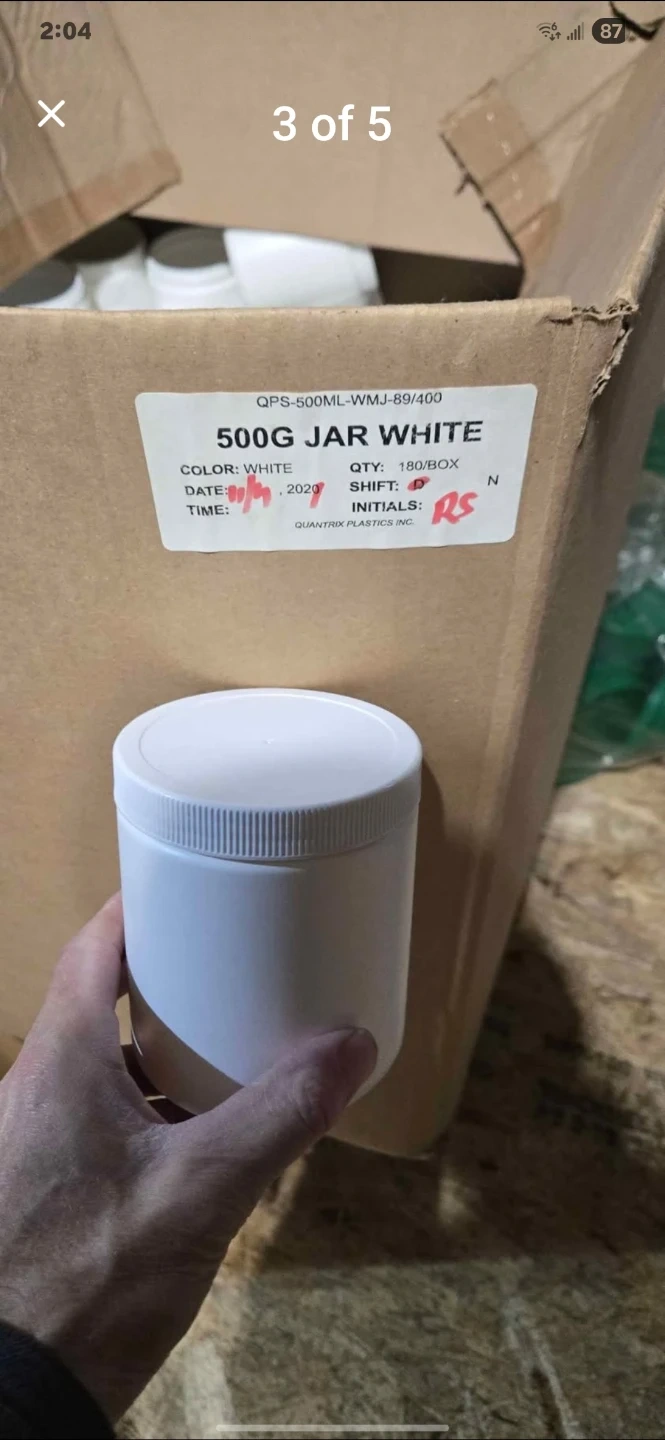 2:04
87
3 of 5
QPS-500ML-WMJ-89/400
500G JAR WHITE
COLOR: WHITE QTY: 180/BOX
DATE: , 2021 SHIFT: D N
TIME: INITIALS: RS
QUANTRIX PLASTICS INC.